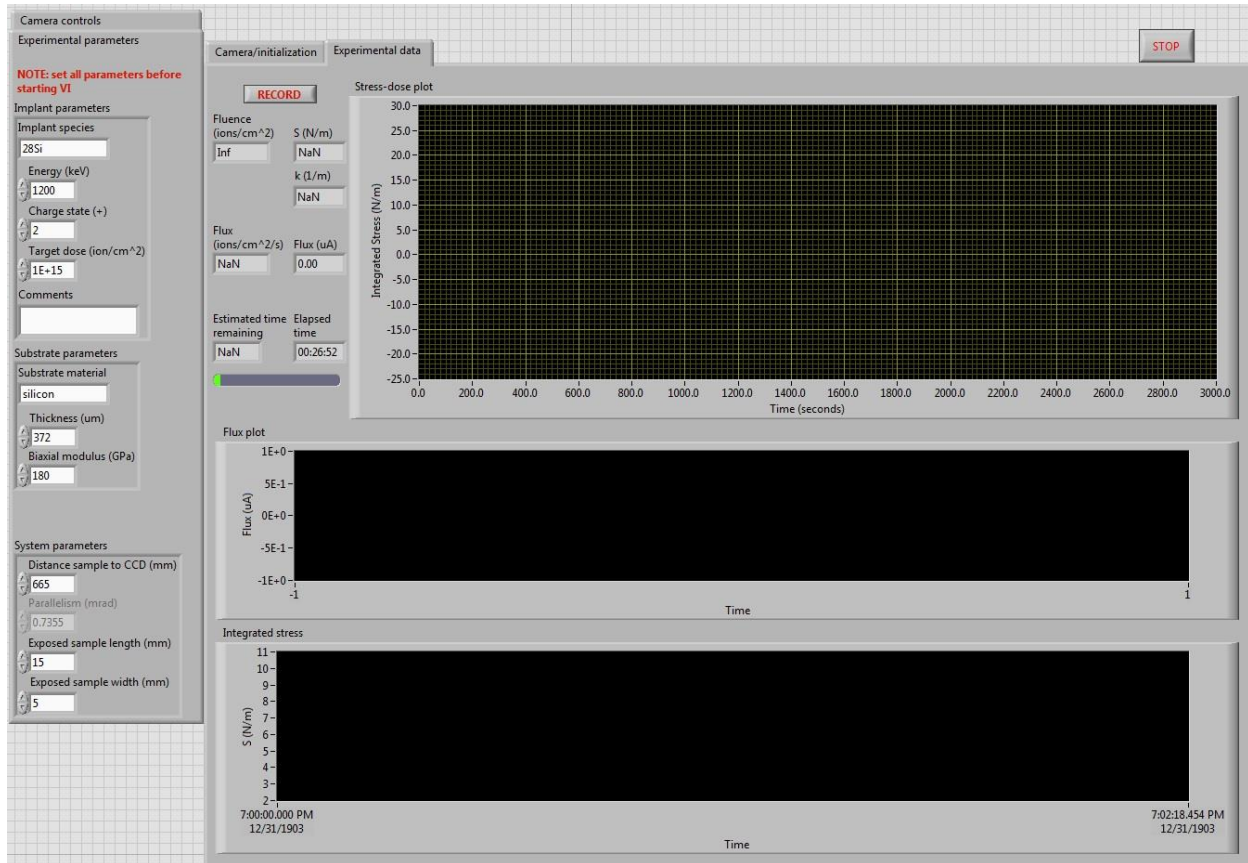 Camera controls
Experimental parameters
NOTE: set all parameters before
starting VI
Implant parameters
Implant species
28Si
Energy (keV)
1200
Charge state (+)
2
Target dose (ion/cm^2)
1E+15
Comments
Substrate parameters
Substrate material
silicon
Thickness (um)
372
Biaxial modulus (GPa)
180
System parameters
Distance sample to CCD (mm)
665
Parallelism (mrad)
0.7355
Exposed sample length (mm)
15
Exposed sample width (mm)
5
Camera/initialization Experimental data
STOP
RECORD
Fluence
(ions/cm^2) S (N/m)
Inf NaN
k (1/m)
NaN
Flux
(ions/cm^2/s) Flux (uA)
NaN 0.00
Estimated time Elapsed
remaining time
NaN 00:26:52
Stress-dose plot
Integrated Stress (N/m)
30.0
25.0
20.0
15.0
10.0
5.0
0.0
-5.0
-10.0
-15.0
-20.0
-25.0
0.0 200.0 400.0 600.0 800.0 1000.0 1200.0 1400.0 1600.0 1800.0 2000.0 2200.0 2400.0 2600.0 2800.0 3000.0
Time (seconds)
Flux plot
Flux (uA)
1E+0
5E-1
0E+0
-5E-1
-1E+0
-1 1
Time
Integrated stress
S (N/m)
11
10
9
8
7
6
5
4
3
2
7:00:00.000 PM 7:02:18.454 PM
12/31/1903 12/31/1903
Time